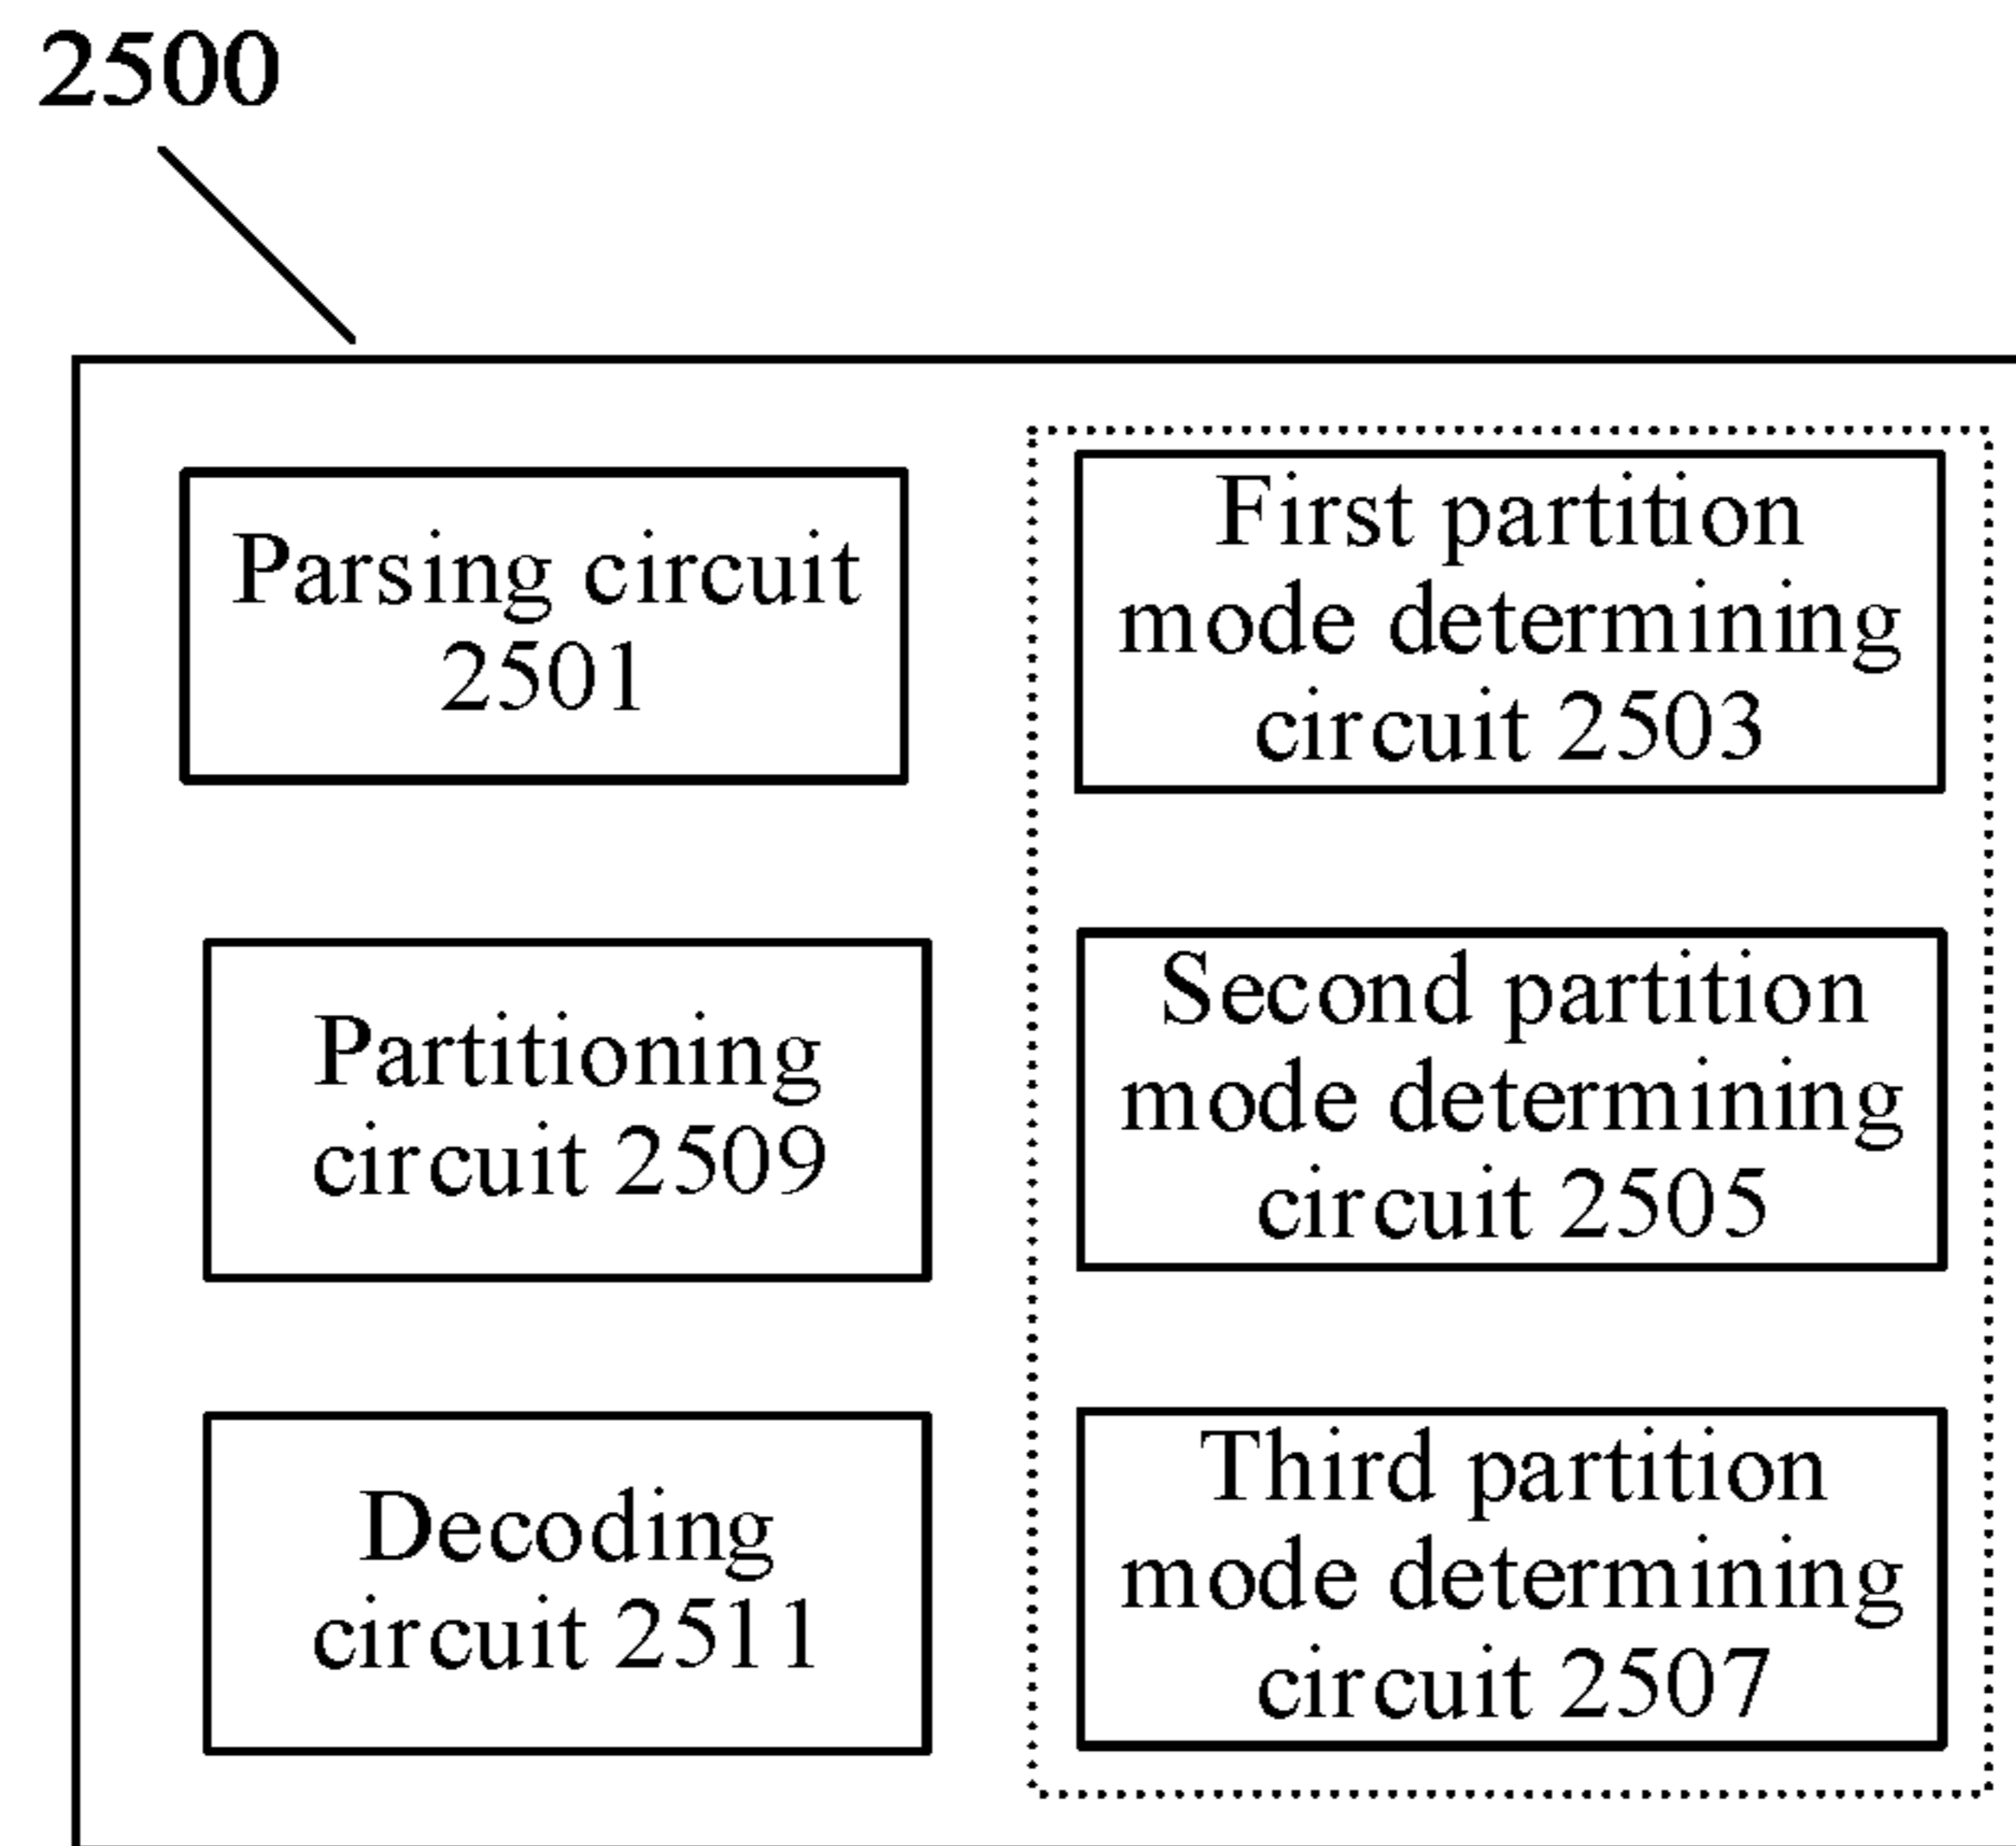 2500
Parsing circuit
2501
First partition
mode determining
circuit 2503
Partitioning
circuit 2509
Second partition
mode determining
circuit 2505
Decoding
circuit 2511
Third partition
mode determining
circuit 2507